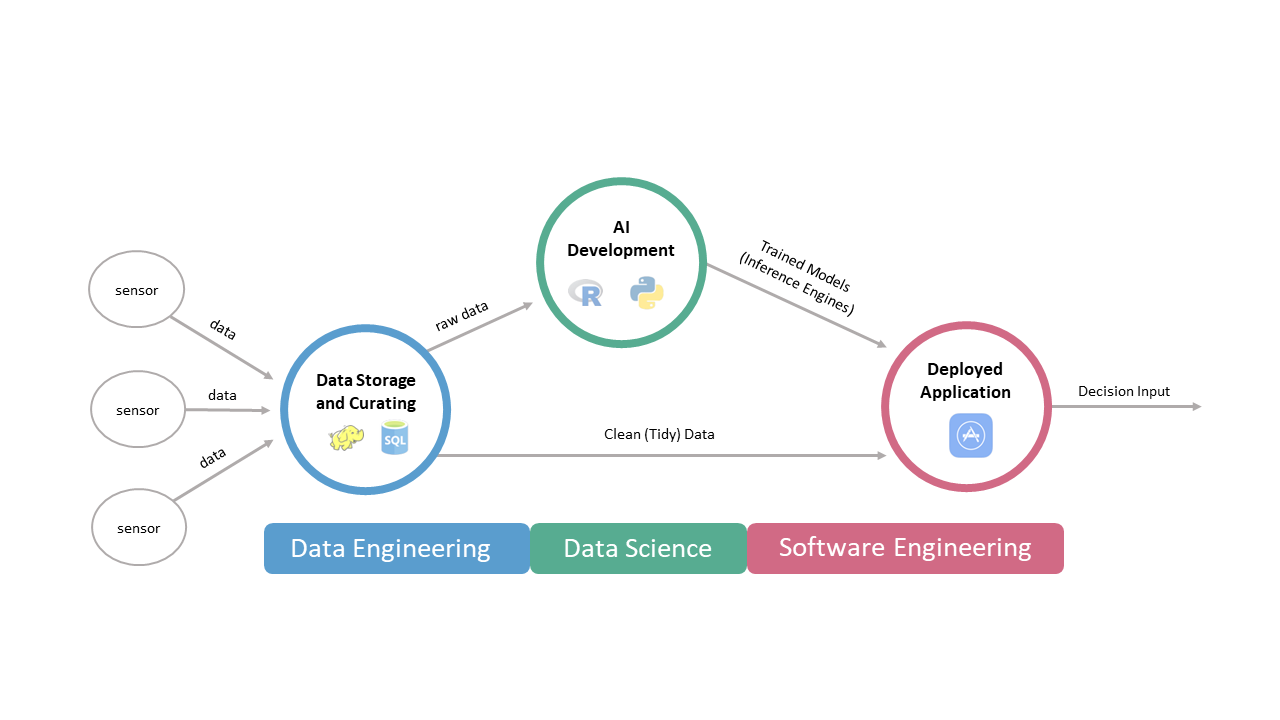 AI
Development
R
Trained Models
(Inference Engines)
sensor
data
raw data
sensor
data
Data Storage
and Curating
SQL
Deployed
Application
Decision Input
Clean (Tidy) Data
data
sensor
Data Engineering
Data Science
Software Engineering